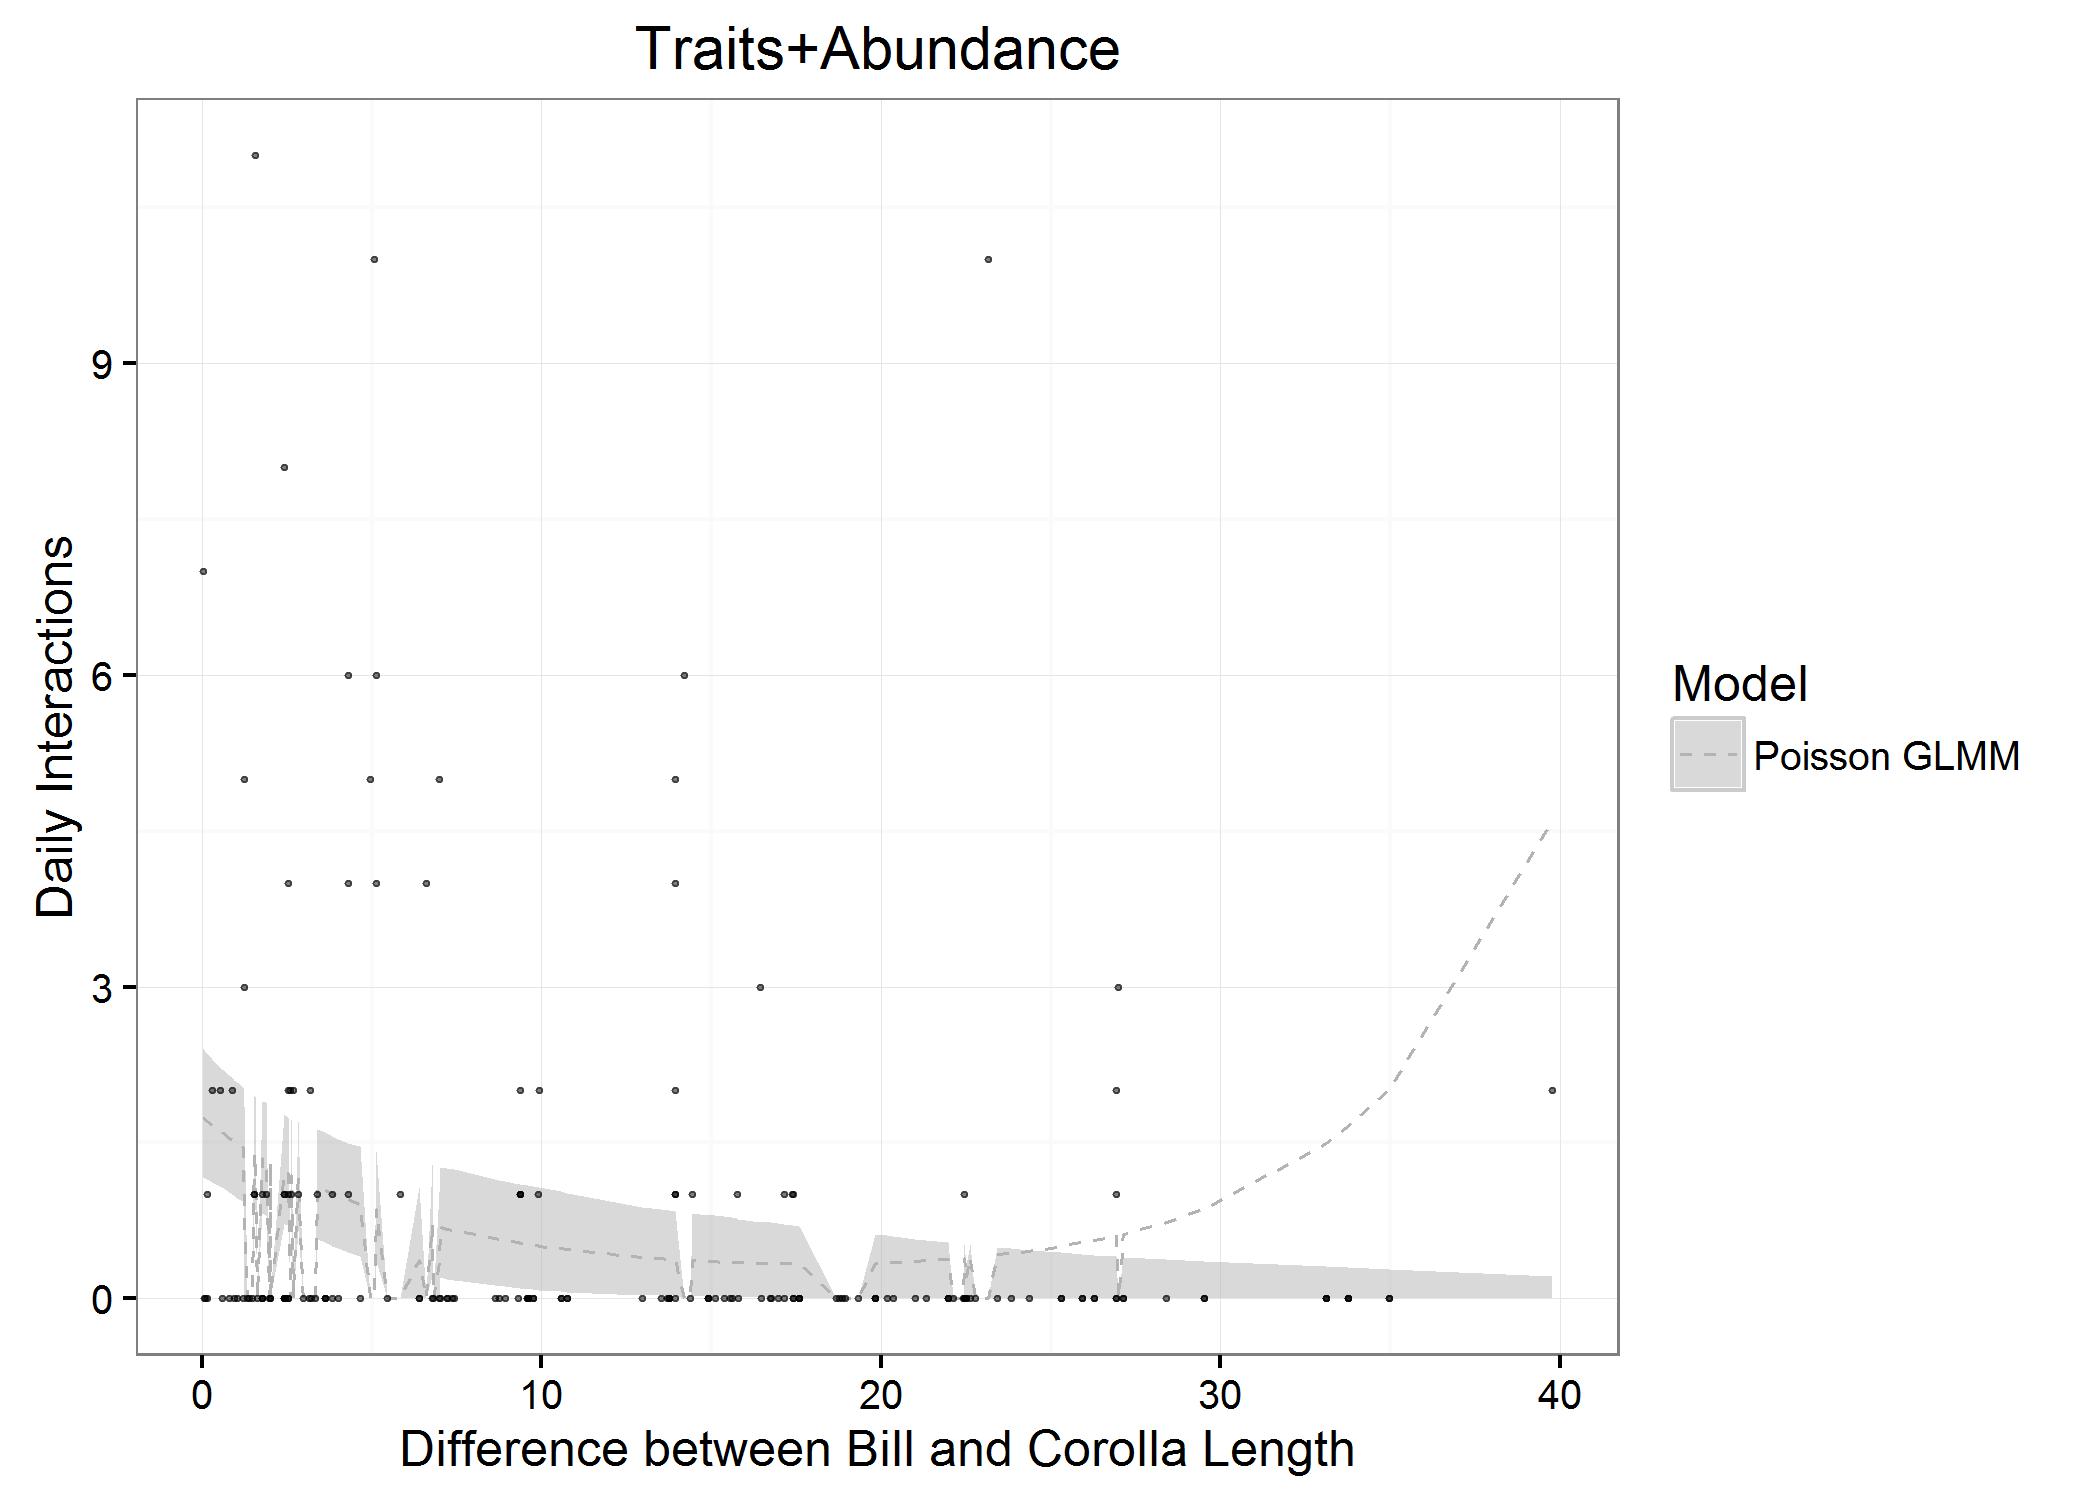 Traits+Abundance
9
6
3
0
Daily Interactions
0 10 20 30 40
Difference between Bill and Corolla Length
Model
Poisson GLMM